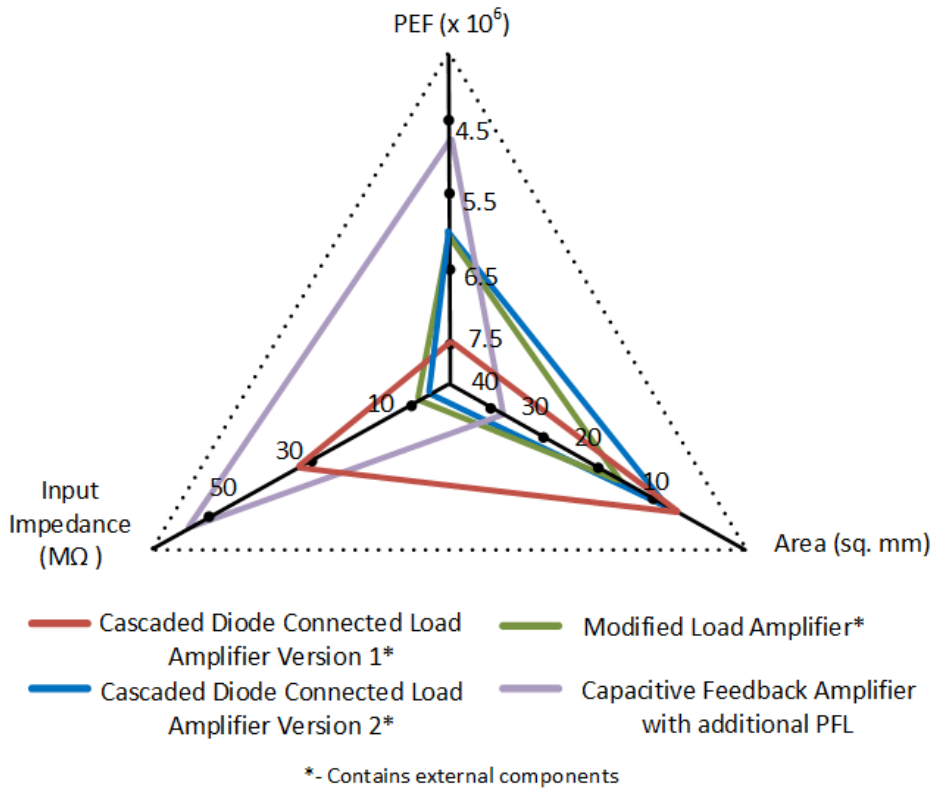 PEF (x 10⁶)
4.5
5.5
6.5
7.5
40
30
20
10
10
30
50
Input
Impedance
(MΩ )
Area (sq. mm)
Cascaded Diode Connected Load
Amplifier Version 1*
Modified Load Amplifier*
Cascaded Diode Connected Load
Amplifier Version 2*
Capacitive Feedback Amplifier
with additional PFL
*- Contains external components